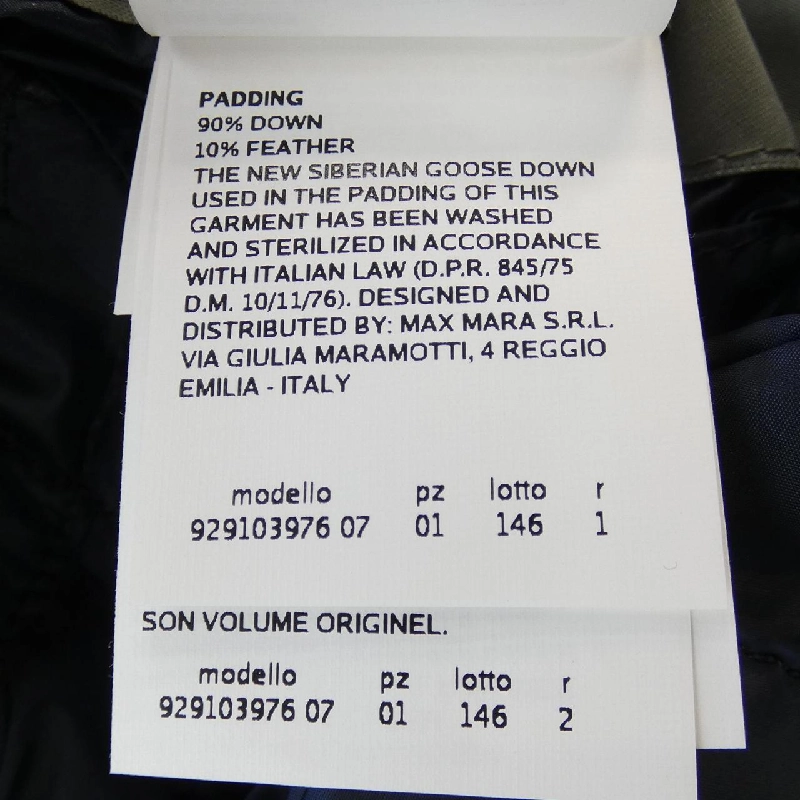 PADDING
90% DOWN
10% FEATHER
THE NEW SIBERIAN GOOSE DOWN
USED IN THE PADDING OF THIS
GARMENT HAS BEEN WASHED
AND STERILIZED IN ACCORDANCE
WITH ITALIAN LAW (D.P.R. 845/75
D.M. 10/11/76). DESIGNED AND
DISTRIBUTED BY: MAX MARA S.R.L.
VIA GIULIA MARAMOTTI, 4 REGGIO
EMILIA - ITALY
modello pz lotto r
929103976 07 01 146 1
SON VOLUME ORIGINEL.
modello pz lotto r
929103976 07 01 146 2